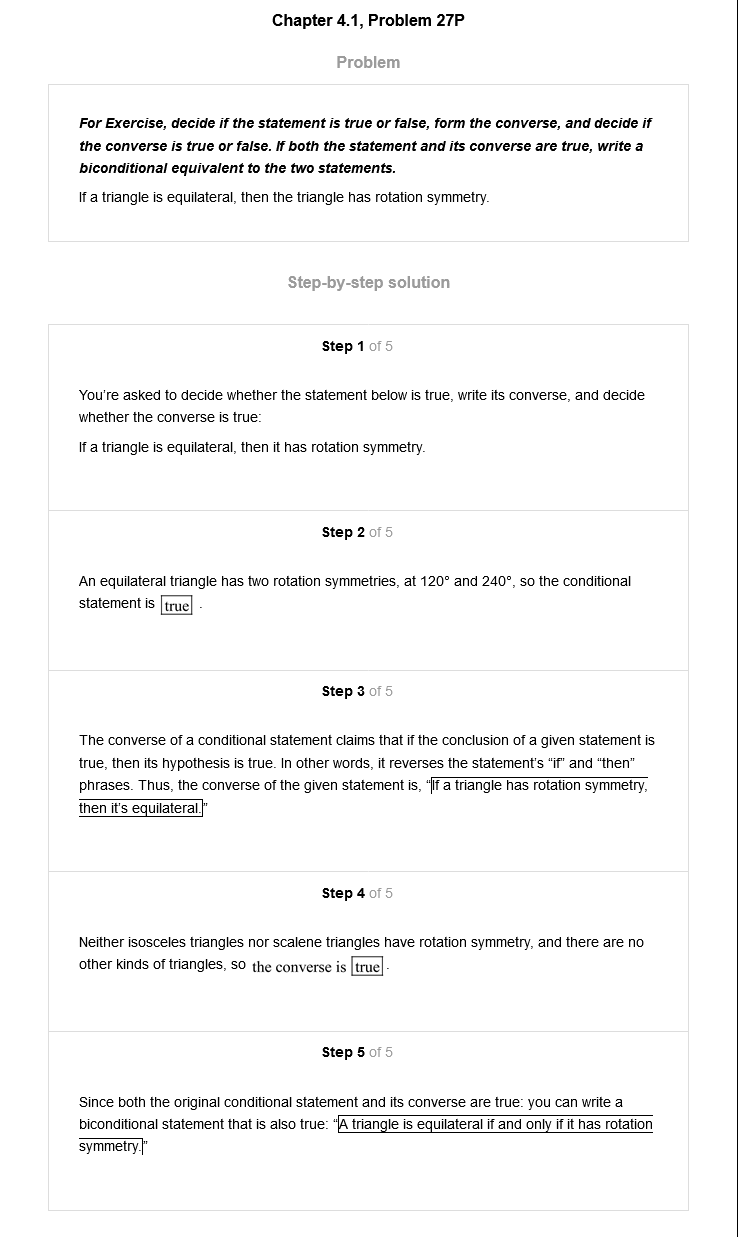 Chapter 4.1, Problem 27P
Problem
For Exercise, decide if the statement is true or false, form the converse, and decide if
the converse is true or false. If both the statement and its converse are true, write a
biconditional equivalent to the two statements.
If a triangle is equilateral, then the triangle has rotation symmetry.
Step-by-step solution
Step 1 of 5
You’re asked to decide whether the statement below is true, write its converse, and decide
whether the converse is true:
If a triangle is equilateral, then it has rotation symmetry.
Step 2 of 5
An equilateral triangle has two rotation symmetries, at 120° and 240°, so the conditional
statement is true .
Step 3 of 5
The converse of a conditional statement claims that if the conclusion of a given statement is
true, then its hypothesis is true. In other words, it reverses the statement’s “if” and “then”
phrases. Thus, the converse of the given statement is, “If a triangle has rotation symmetry,
then it’s equilateral.”
Step 4 of 5
Neither isosceles triangles nor scalene triangles have rotation symmetry, and there are no
other kinds of triangles, so the converse is true .
Step 5 of 5
Since both the original conditional statement and its converse are true: you can write a
biconditional statement that is also true: “A triangle is equilateral if and only if it has rotation
symmetry.”